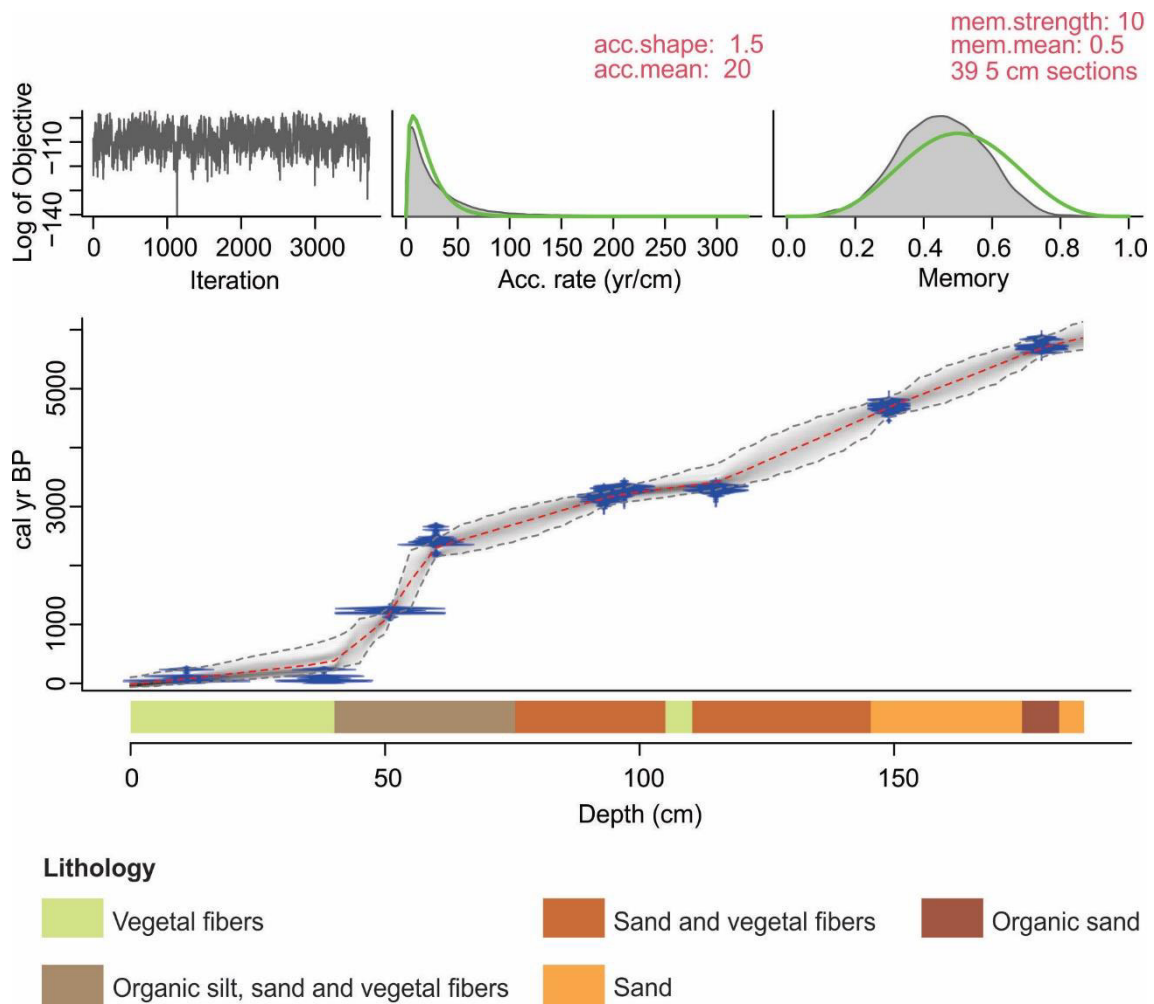 acc.shape: 1.5
acc.mean: 20
mem.strength: 10
mem.mean: 0.5
39 5 cm sections
Log of Objective
−110
−140
0 1000 2000 3000
Iteration
0 50 100 150 200 250 300
Acc. rate (yr/cm)
0.0 0.2 0.4 0.6 0.8 1.0
Memory
cal yr BP
5000
3000
1000
0
0 50 100 150
Depth (cm)
Lithology
Vegetal fibers
Sand and vegetal fibers
Organic sand
Organic silt, sand and vegetal fibers
Sand